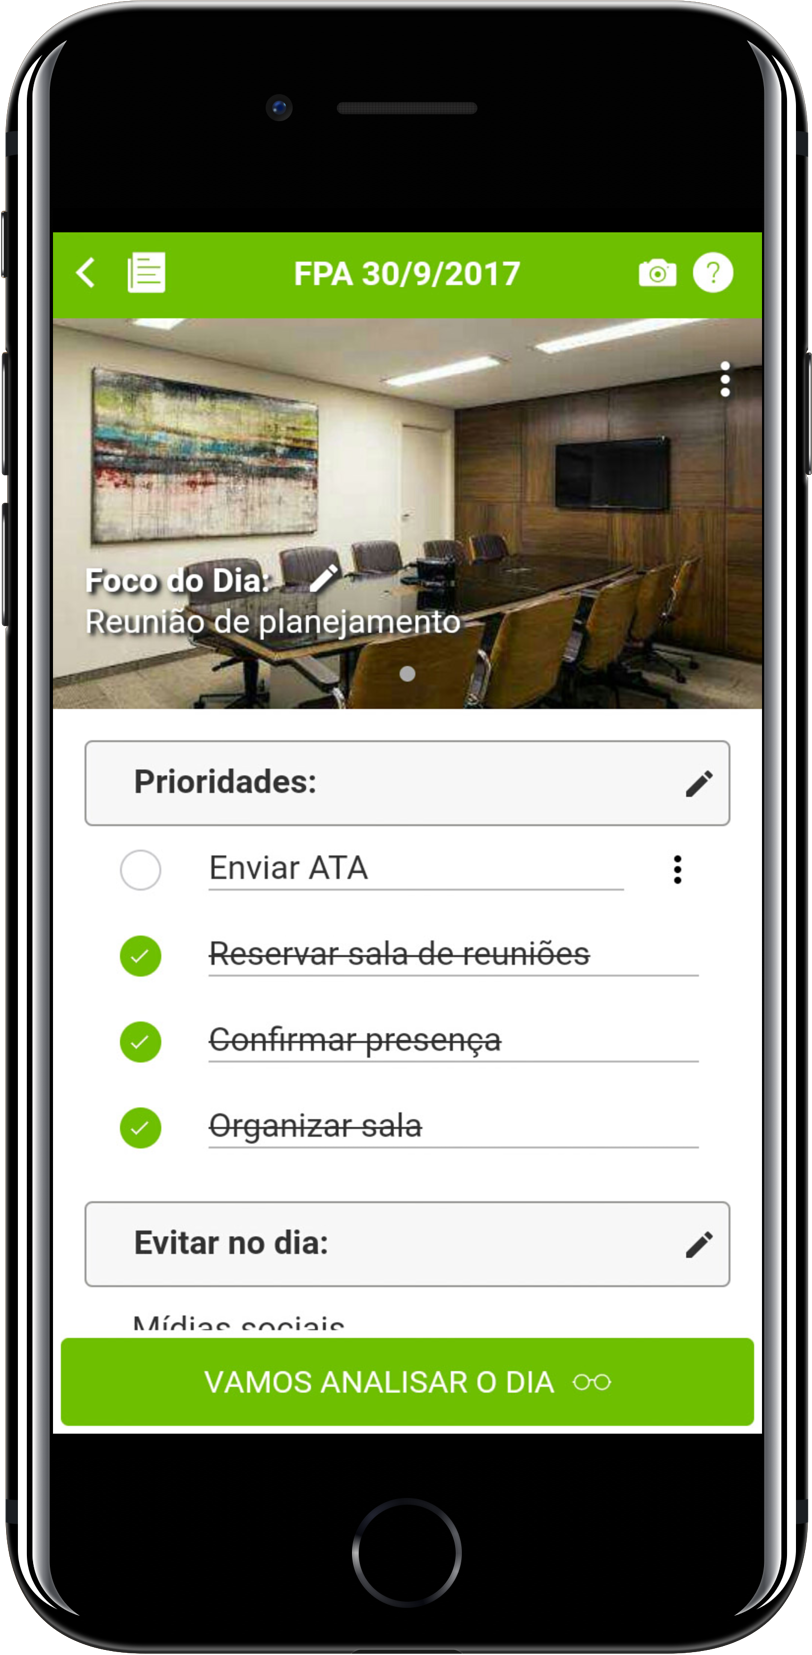 FPA 30/9/2017
Foco do Dia:
Reunião de planejamento
Prioridades:
Enviar ATA
Reservar sala de reuniões
Confirmar presença
Organizar sala
Evitar no dia:
Mídias sociais
VAMOS ANALISAR O DIA